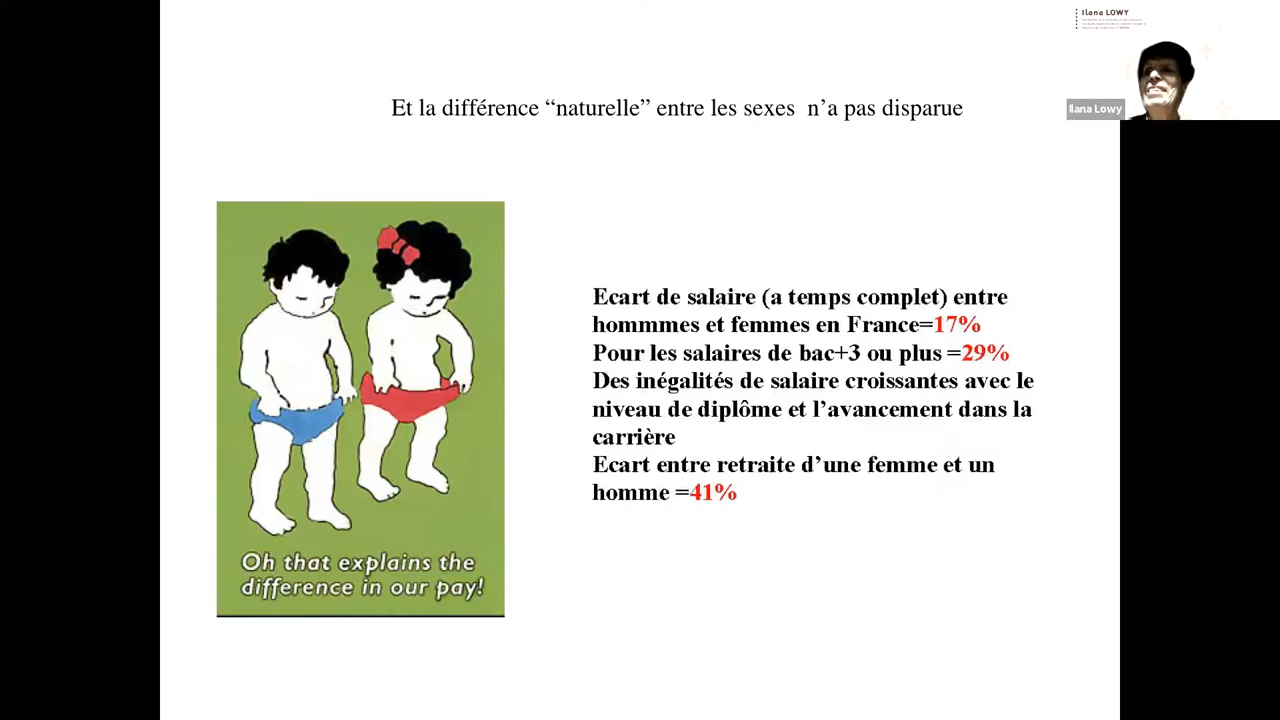 Ilana LOWY
Ilana Lowy
Et la différence “naturelle” entre les sexes n’a pas disparue
Ecart de salaire (a temps complet) entre
hommmes et femmes en France=17%
Pour les salaires de bac+3 ou plus =29%
Des inégalités de salaire croissantes avec le
niveau de diplôme et l’avancement dans la
carrière
Ecart entre retraite d’une femme et un
homme =41%
Oh that explains the
difference in our pay!